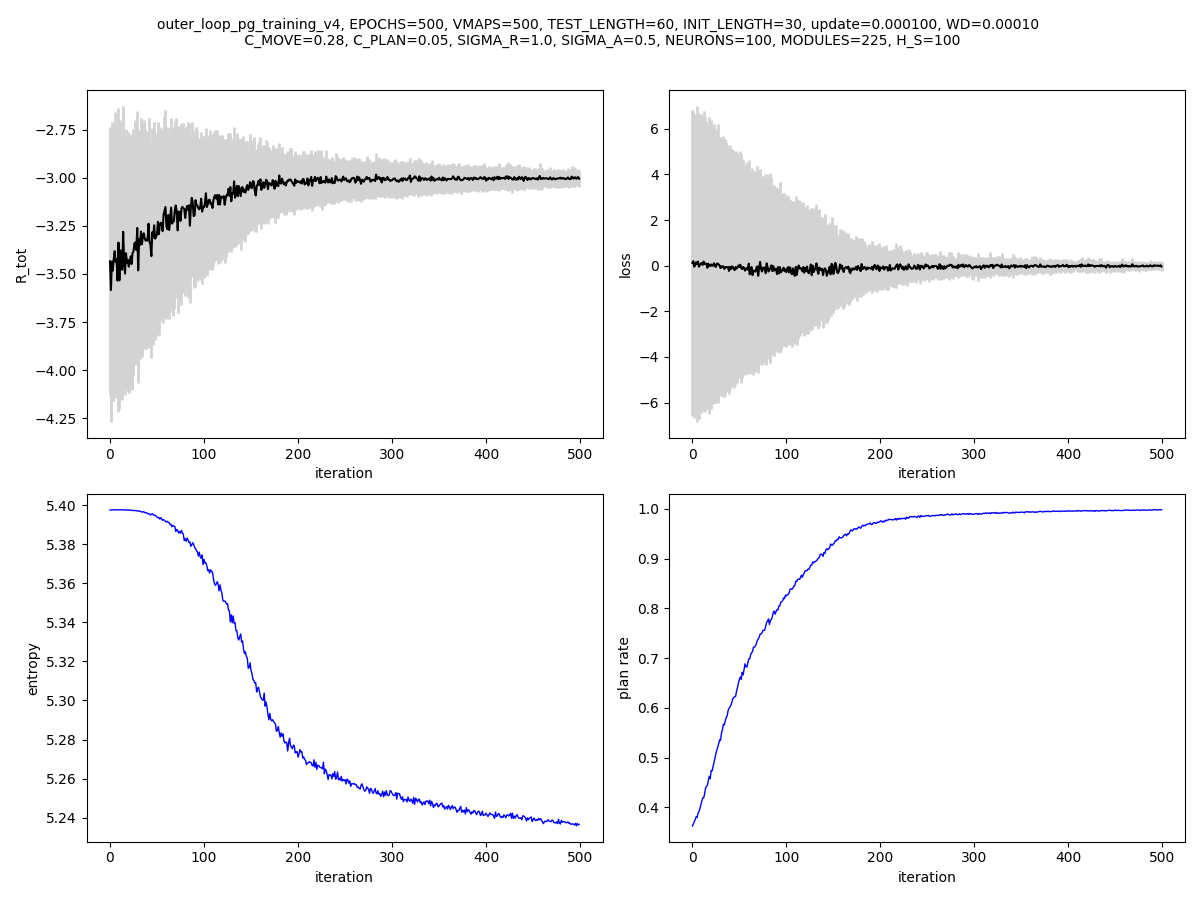 outer_loop_pg_training_v4, EPOCHS=500, VMAPS=500, TEST_LENGTH=60, INIT_LENGTH=30, update=0.000100, WD=0.00010
C_MOVE=0.28, C_PLAN=0.05, SIGMA_R=1.0, SIGMA_A=0.5, NEURONS=100, MODULES=225, H_S=100
R_tot
−2.75
−3.00
−3.25
−3.50
−3.75
−4.00
−4.25
0 100 200 300 400 500
iteration
loss
6
4
2
0
−2
−4
−6
0 100 200 300 400 500
iteration
entropy
5.40
5.38
5.36
5.34
5.32
5.30
5.28
5.26
5.24
0 100 200 300 400 500
iteration
plan rate
1.0
0.9
0.8
0.7
0.6
0.5
0.4
0 100 200 300 400 500
iteration